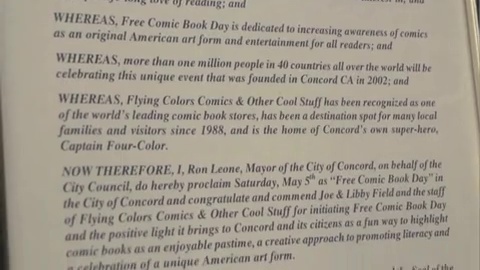 long love of reading; and
WHEREAS, Free Comic Book Day is dedicated to increasing awareness of comics
as an original American art form and entertainment for all readers; and
WHEREAS, more than one million people in 40 countries all over the world will be
celebrating this unique event that was founded in Concord CA in 2002; and
WHEREAS, Flying Colors Comics & Other Cool Stuff has been recognized as one
of the world's leading comic book stores, has been a destination spot for many local
families and visitors since 1988, and is the home of Concord's own super-hero,
Captain Four-Color.
NOW THEREFORE, I, Ron Leone, Mayor of the City of Concord, on behalf of the
City Council, do hereby proclaim Saturday, May 5th as "Free Comic Book Day" in
the City of Concord and congratulate and commend Joe & Libby Field and the staff
of Flying Colors Comics & Other Cool Stuff for initiating Free Comic Book Day
and the positive light it brings to Concord and its citizens as a fun way to highlight
comic books as an enjoyable pastime, a creative approach to promoting literacy and
a celebration of a unique American art form.
Seal of the